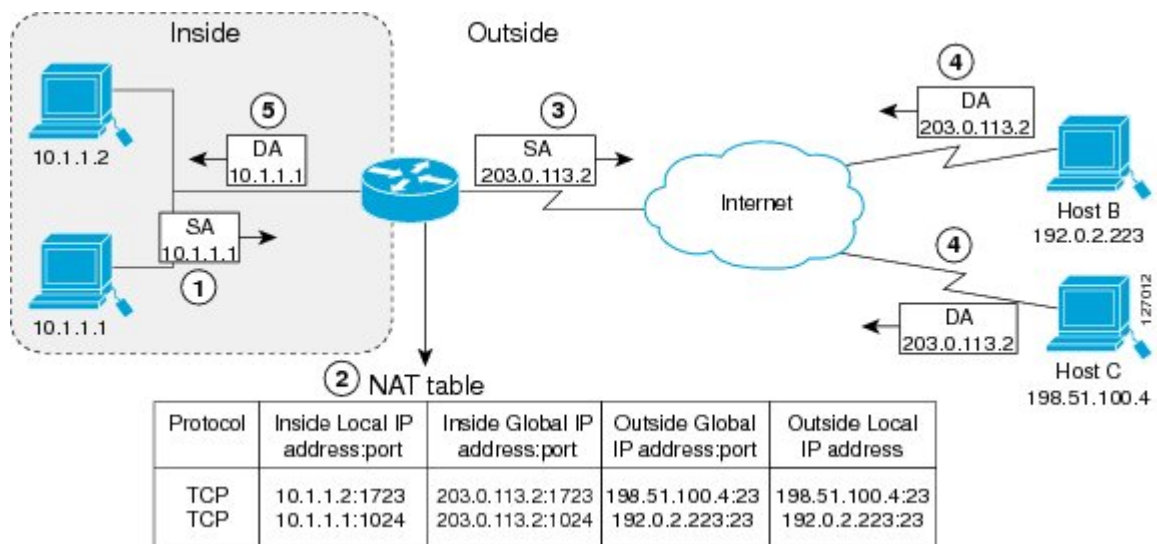 Inside
Outside
10.1.1.2
5
DA
10.1.1.1
3
SA
203.0.113.2
4
DA
203.0.113.2
Internet
Host B
192.0.2.223
SA
10.1.1.1
1
10.1.1.1
4
DA
203.0.113.2
Host C
198.51.100.4
127012
2 NAT table
Protocol
Inside Local IP
address:port
Inside Global IP
address:port
Outside Global
IP address:port
Outside Local
IP address
TCP 10.1.1.2:1723 203.0.113.2:1723 198.51.100.4:23 198.51.100.4:23
TCP 10.1.1.1:1024 203.0.113.2:1024 192.0.2.223:23 192.0.2.223:23